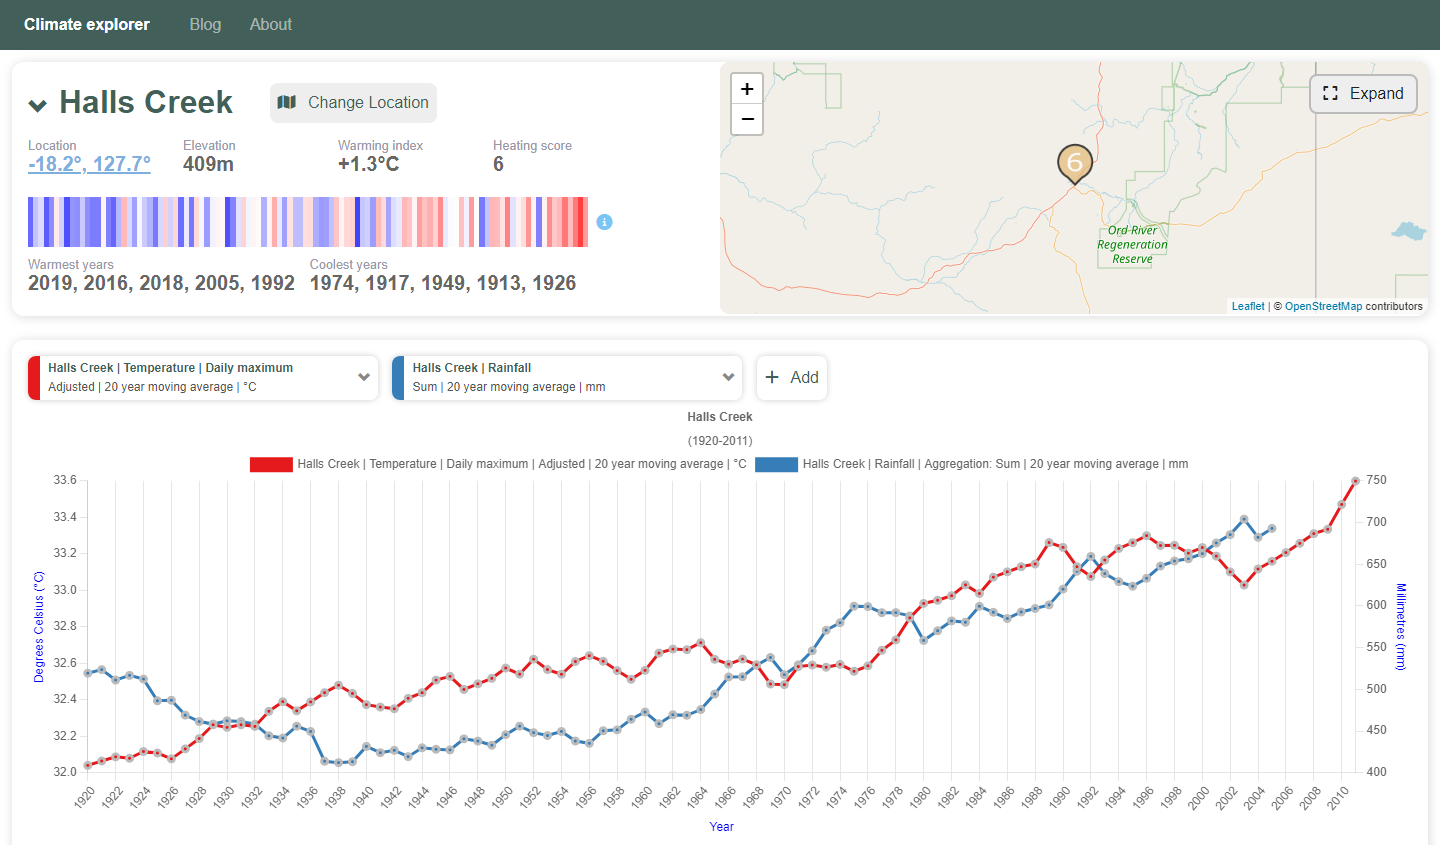 Climate explorer Blog About
Halls Creek
Change Location
Location Elevation Warming index Heating score
-18.2°, 127.7° 409m +1.3°C 6
Warmest years Coolest years
2019, 2016, 2018, 2005, 1992 1974, 1917, 1949, 1913, 1926
+
−
Expand
6
Ord-River
Regeneration
Reserve
Leaflet | © OpenStreetMap contributors
Halls Creek | Temperature | Daily maximum
Adjusted | 20 year moving average | °C
Halls Creek | Rainfall
Sum | 20 year moving average | mm
+ Add
Halls Creek
(1920-2011)
Halls Creek | Temperature | Daily maximum | Adjusted | 20 year moving average | °C
Halls Creek | Rainfall | Aggregation: Sum | 20 year moving average | mm
Degrees Celsius (°C)
33.6
33.4
33.2
33.0
32.8
32.6
32.4
32.2
32.0
750
700
650
600
550
500
450
400
Millimetres (mm)
1920 1922 1924 1926 1928 1930 1932 1934 1936 1938 1940 1942 1944 1946 1948 1950 1952 1954 1956 1958 1960 1962 1964 1966 1968 1970 1972 1974 1976 1978 1980 1982 1984 1986 1988 1990 1992 1994 1996 1998 2000 2002 2004 2006 2008 2010
Year